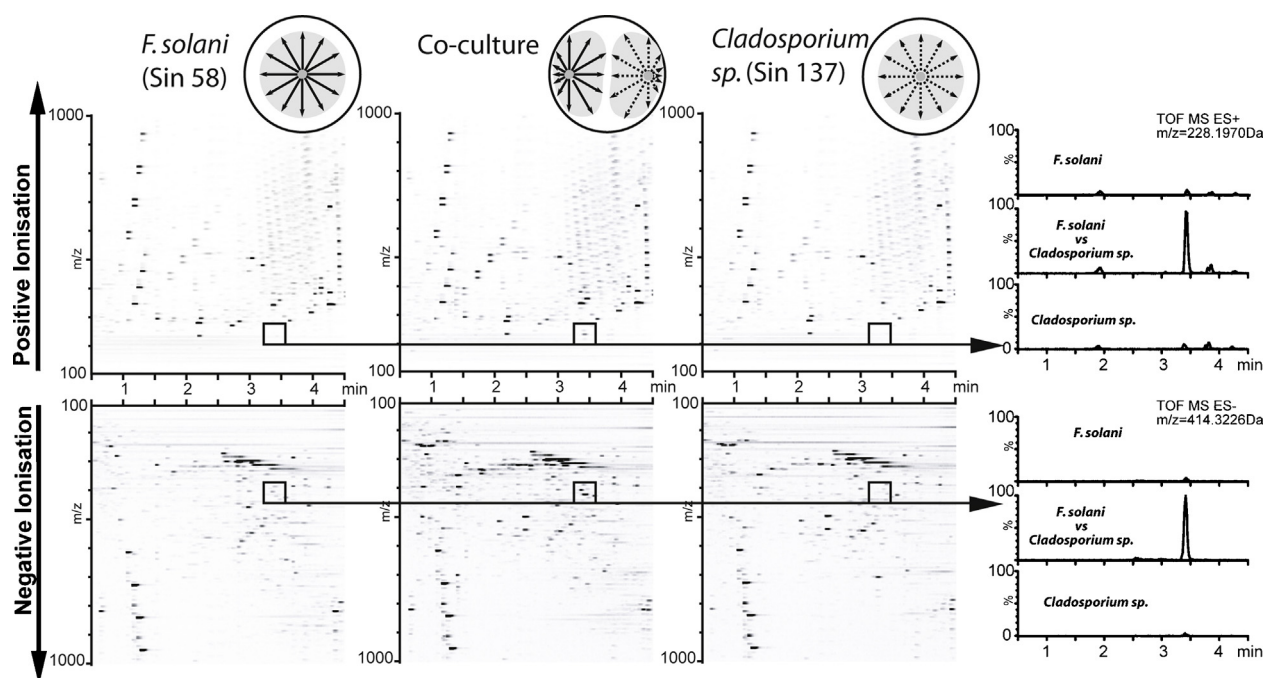 F. solani
(Sin 58)
Co-culture
Cladosporium
sp. (Sin 137)
Positive Ionisation
1000
m/z
100
1 2 3 4 min
1000
m/z
100
1 2 3 4 min
1000
m/z
100
1 2 3 4 min
TOF MS ES+
m/z=228.1970Da
100
%
F. solani
100
%
F. solani
vs
Cladosporium sp.
100
%
Cladosporium sp.
0
1 2 3 4 min
Negative Ionisation
100
m/z
1000
100
m/z
1000
100
m/z
1000
TOF MS ES-
m/z=414.3226Da
100
%
F. solani
100
%
F. solani
vs
Cladosporium sp.
100
%
Cladosporium sp.
0
1 2 3 4 min